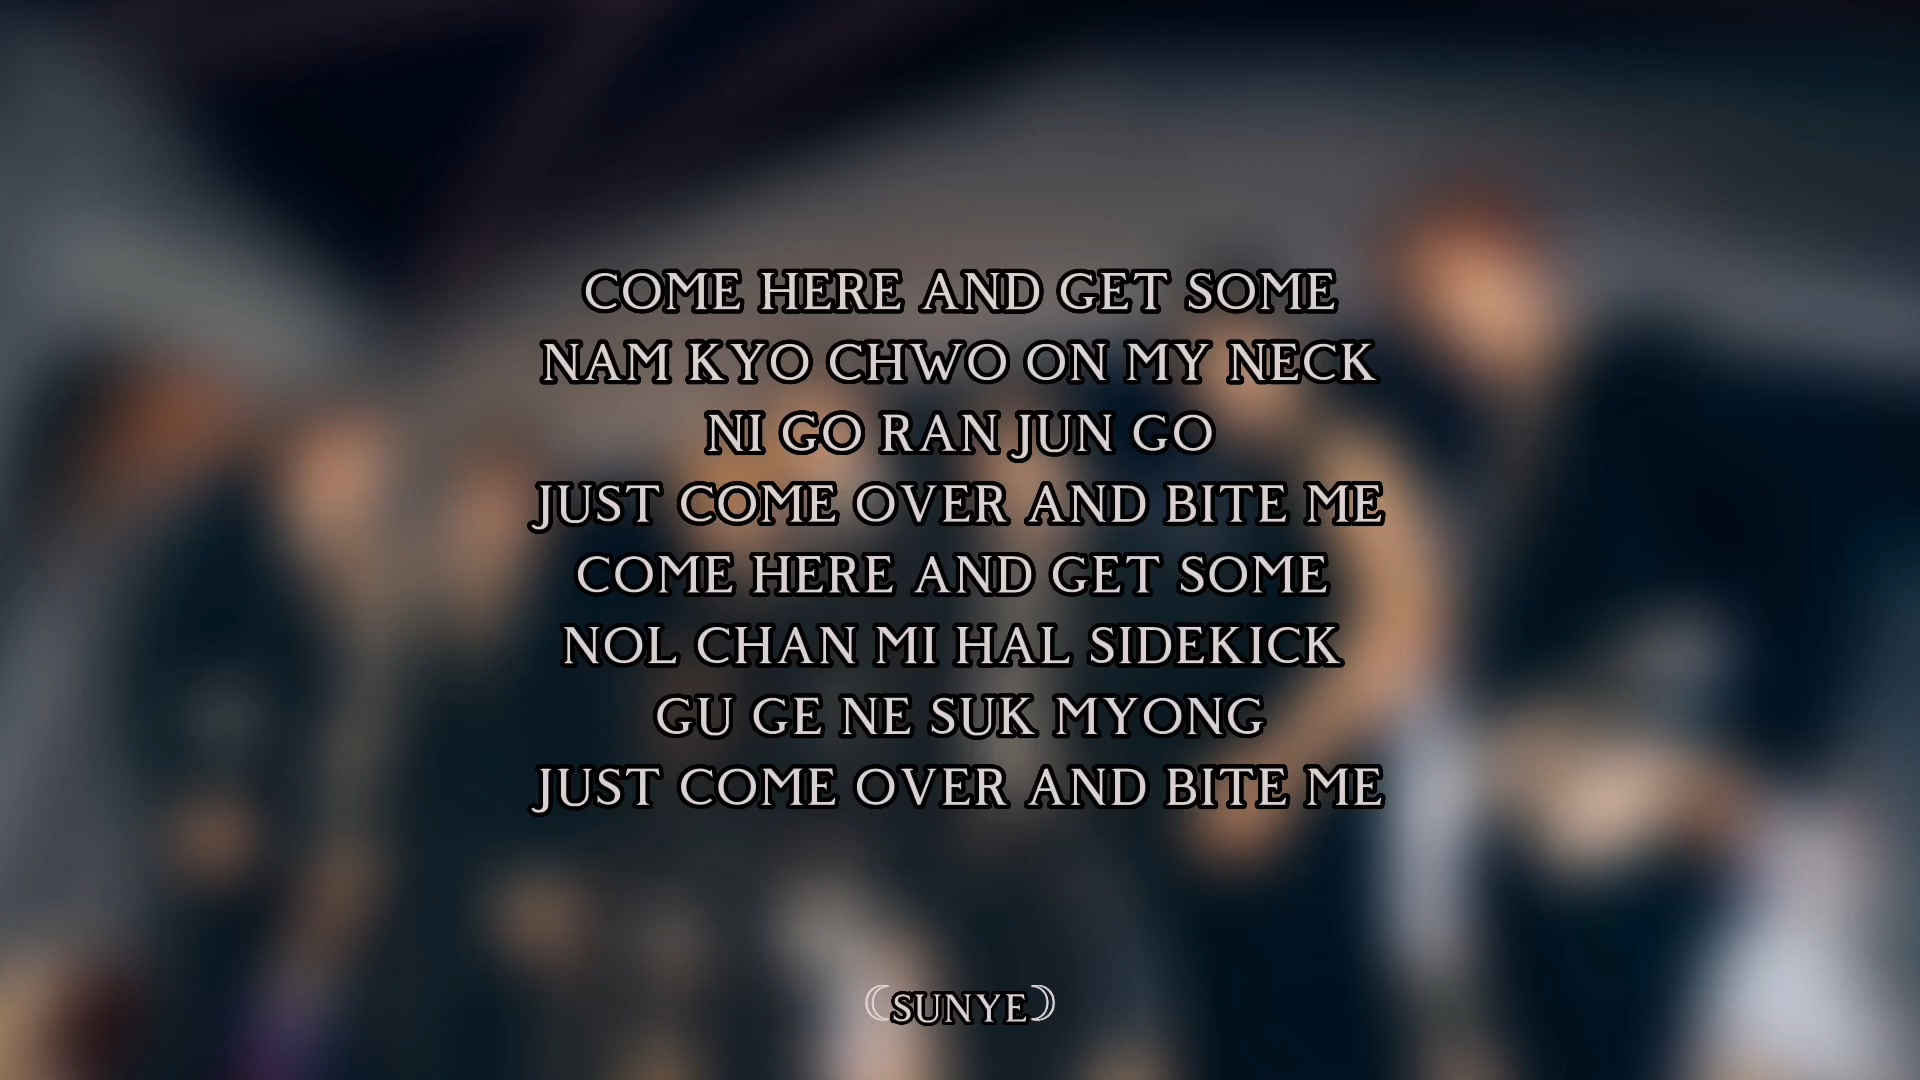 COME HERE AND GET SOME
NAM KYO CHWO ON MY NECK
NI GO RAN JUN GO
JUST COME OVER AND BITE ME
COME HERE AND GET SOME
NOL CHAN MI HAL SIDEKICK
GU GE NE SUK MYONG
JUST COME OVER AND BITE ME
☾SUNYE☽